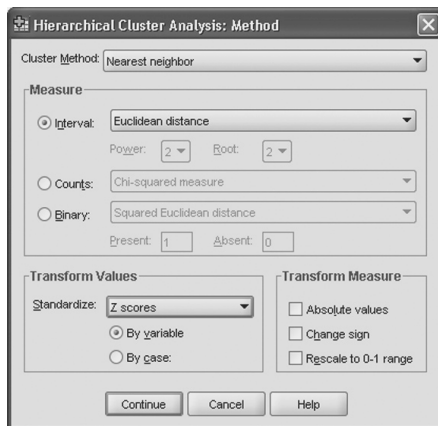 Hierarchical Cluster Analysis: Method
Cluster Method: Nearest neighbor
Measure
Interval: Euclidean distance
Power: 2 Root: 2
Counts: Chi-squared measure
Binary: Squared Euclidean distance
Present: 1 Absent: 0
Transform Values
Standardize: Z scores
By variable
By case:
Transform Measure
Absolute values
Change sign
Rescale to 0-1 range
Continue Cancel Help